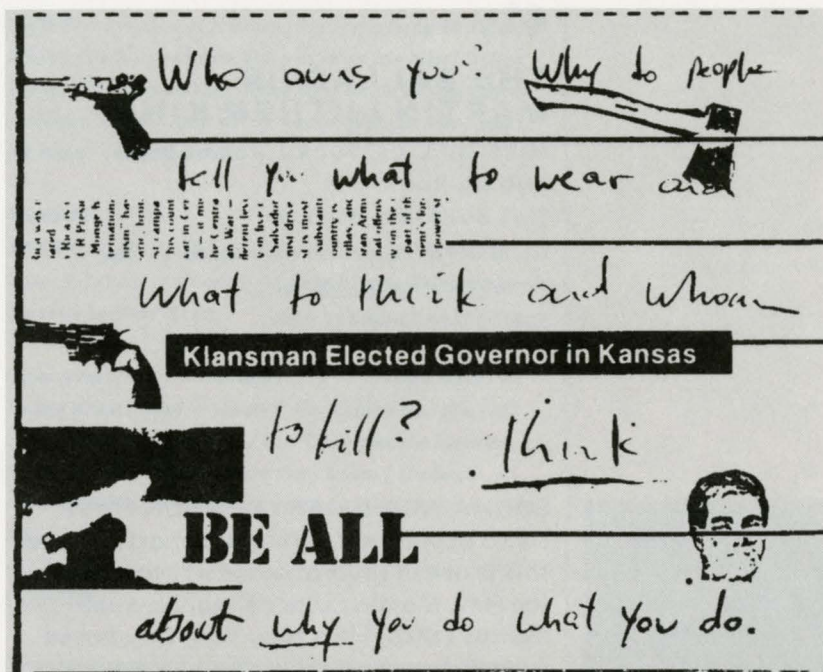 Who owns you? Why do people
tell you what to wear and
what to think and whom
Klansman Elected Governor in Kansas
to kill? Think
BE ALL
about why you do what you do.